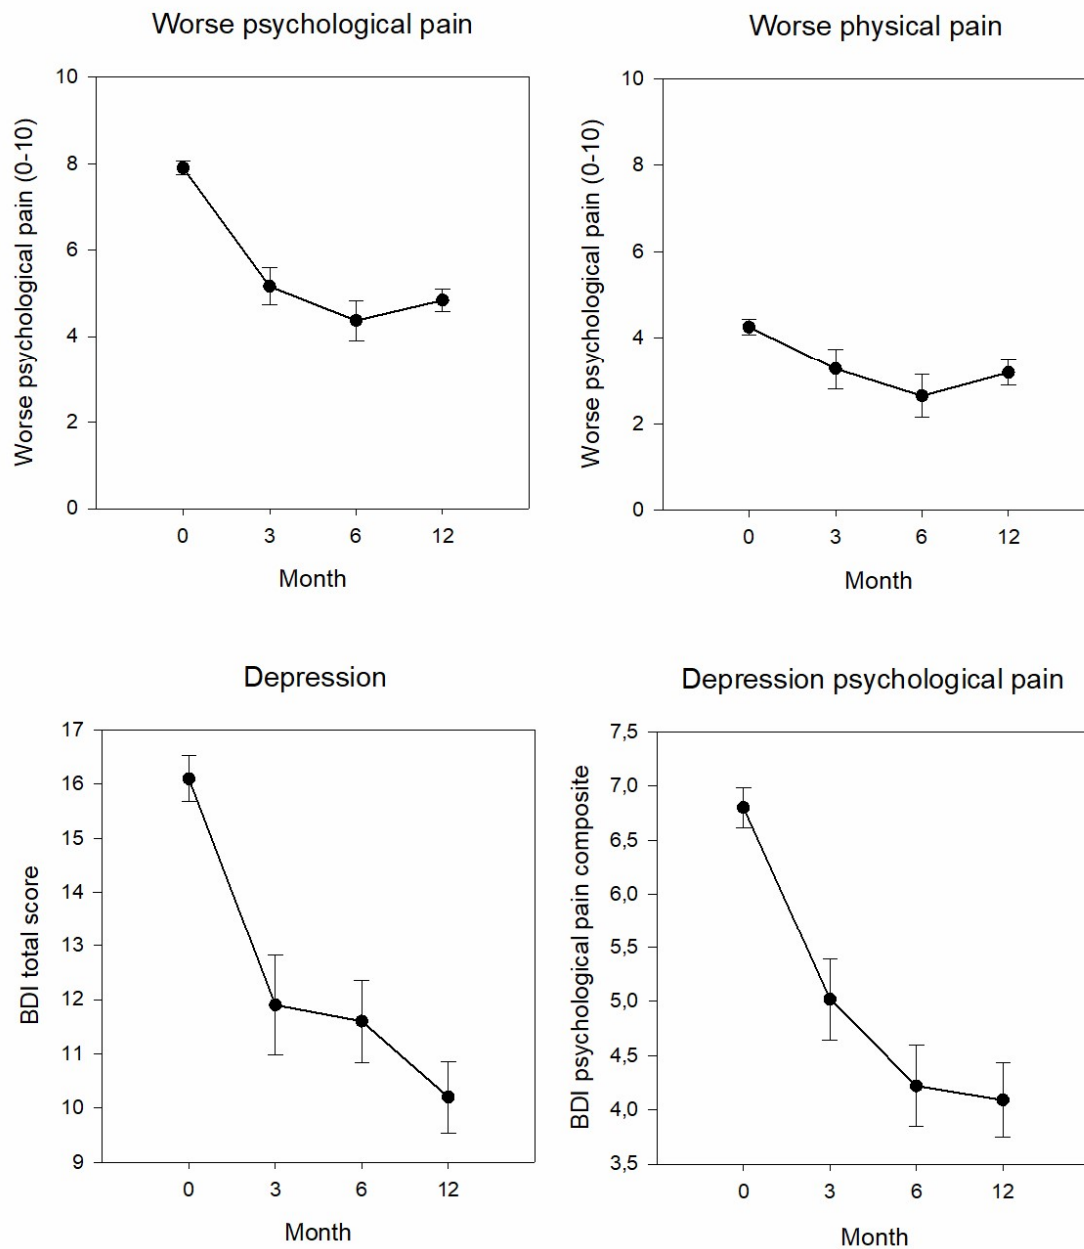 Worse psychological pain
Worse psychological pain (0-10)
10
8
6
4
2
0
0 3 6 12
Month
Worse physical pain
Worse psychological pain (0-10)
10
8
6
4
2
0
0 3 6 12
Month
Depression
BDI total score
17
16
15
14
13
12
11
10
9
0 3 6 12
Month
Depression psychological pain
BDI psychological pain composite
7,5
7,0
6,5
6,0
5,5
5,0
4,5
4,0
3,5
0 3 6 12
Month